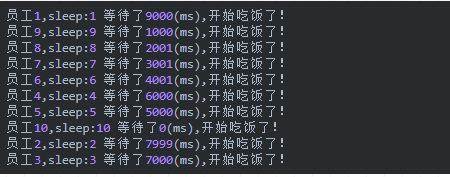 员工1,sleep:1 等待了9000(ms),开始吃饭了!
员工9,sleep:9 等待了1000(ms),开始吃饭了!
员工8,sleep:8 等待了2001(ms),开始吃饭了!
员工7,sleep:7 等待了3001(ms),开始吃饭了!
员工6,sleep:6 等待了4001(ms),开始吃饭了!
员工4,sleep:4 等待了6000(ms),开始吃饭了!
员工5,sleep:5 等待了5000(ms),开始吃饭了!
员工10,sleep:10 等待了0(ms),开始吃饭了!
员工2,sleep:2 等待了7999(ms),开始吃饭了!
员工3,sleep:3 等待了7000(ms),开始吃饭了!